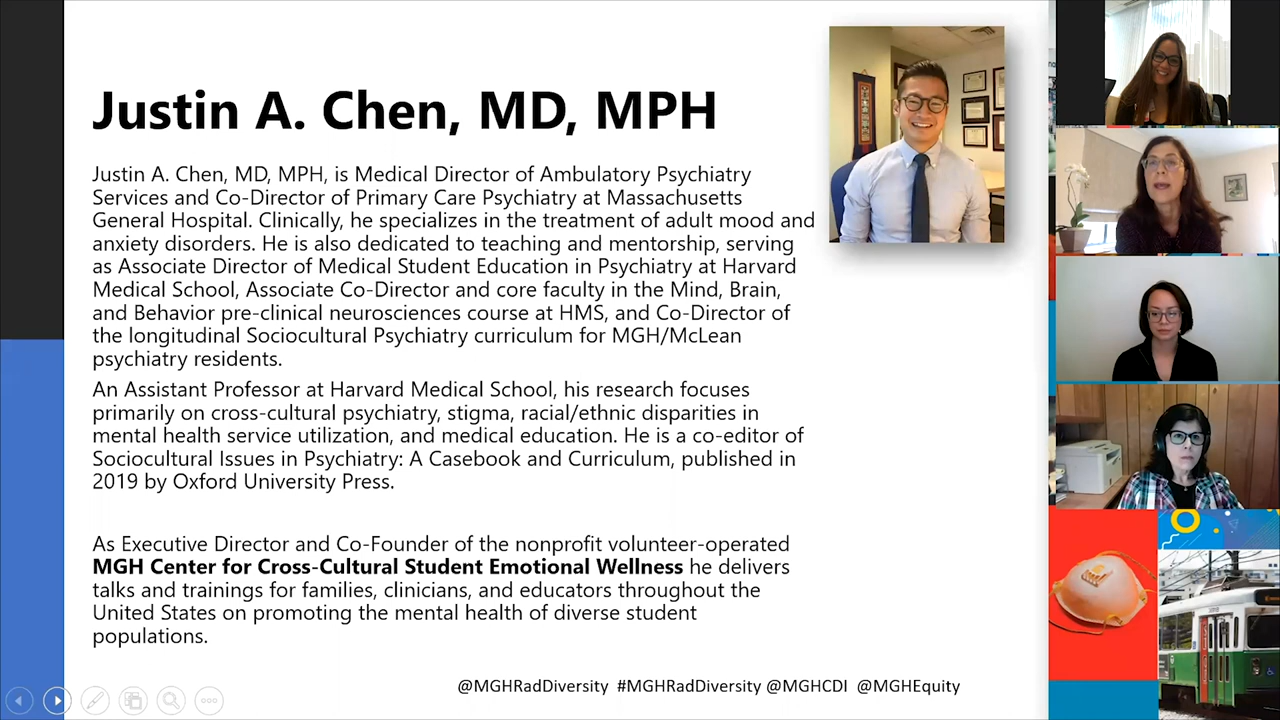 Justin A. Chen, MD, MPH
Justin A. Chen, MD, MPH, is Medical Director of Ambulatory Psychiatry
Services and Co-Director of Primary Care Psychiatry at Massachusetts
General Hospital. Clinically, he specializes in the treatment of adult mood and
anxiety disorders. He is also dedicated to teaching and mentorship, serving
as Associate Director of Medical Student Education in Psychiatry at Harvard
Medical School, Associate Co-Director and core faculty in the Mind, Brain,
and Behavior pre-clinical neurosciences course at HMS, and Co-Director of
the longitudinal Sociocultural Psychiatry curriculum for MGH/McLean
psychiatry residents.
An Assistant Professor at Harvard Medical School, his research focuses
primarily on cross-cultural psychiatry, stigma, racial/ethnic disparities in
mental health service utilization, and medical education. He is a co-editor of
Sociocultural Issues in Psychiatry: A Casebook and Curriculum, published in
2019 by Oxford University Press.
As Executive Director and Co-Founder of the nonprofit volunteer-operated
MGH Center for Cross-Cultural Student Emotional Wellness he delivers
talks and trainings for families, clinicians, and educators throughout the
United States on promoting the mental health of diverse student
populations.
@MGHRadDiversity #MGHRadDiversity @MGHCDI @MGHEquity